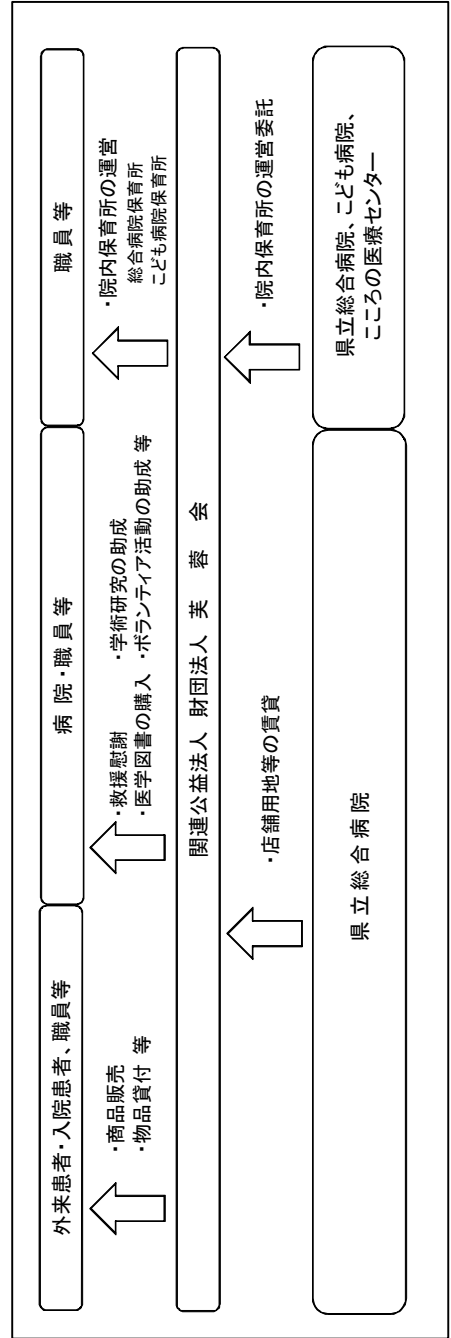 外来患者・入院患者、職員等
病 院・職 員 等
職 員 等
・商品販売
・物品貸付 等
・救援慰謝 ・学術研究の助成
・医学図書の購入 ・ボランティア活動の助成 等
・院内保育所の運営
総合病院保育所
こども病院保育所
関連公益法人 財団法人 芙 蓉 会
・店舗用地等の賃貸
・院内保育所の運営委託
県 立 総 合 病 院
県立総合病院、こども病院、
こころの医療センター